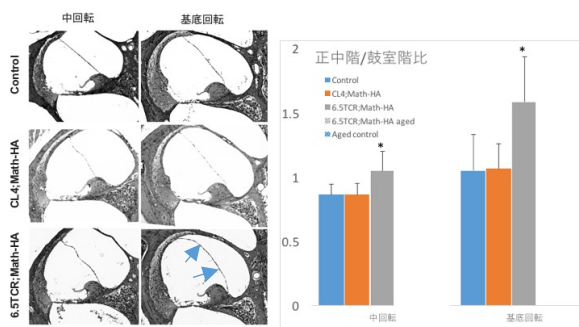 中回転
基底回転
Control
CL4;Math-HA
6.5TCR;Math-HA
正中階/鼓室階比
Control
CL4;Math-HA
6.5TCR;Math-HA
6.5TCR;Math-HA aged
Aged control
2
1.5
1
0.5
0
*
*
中回転
基底回転